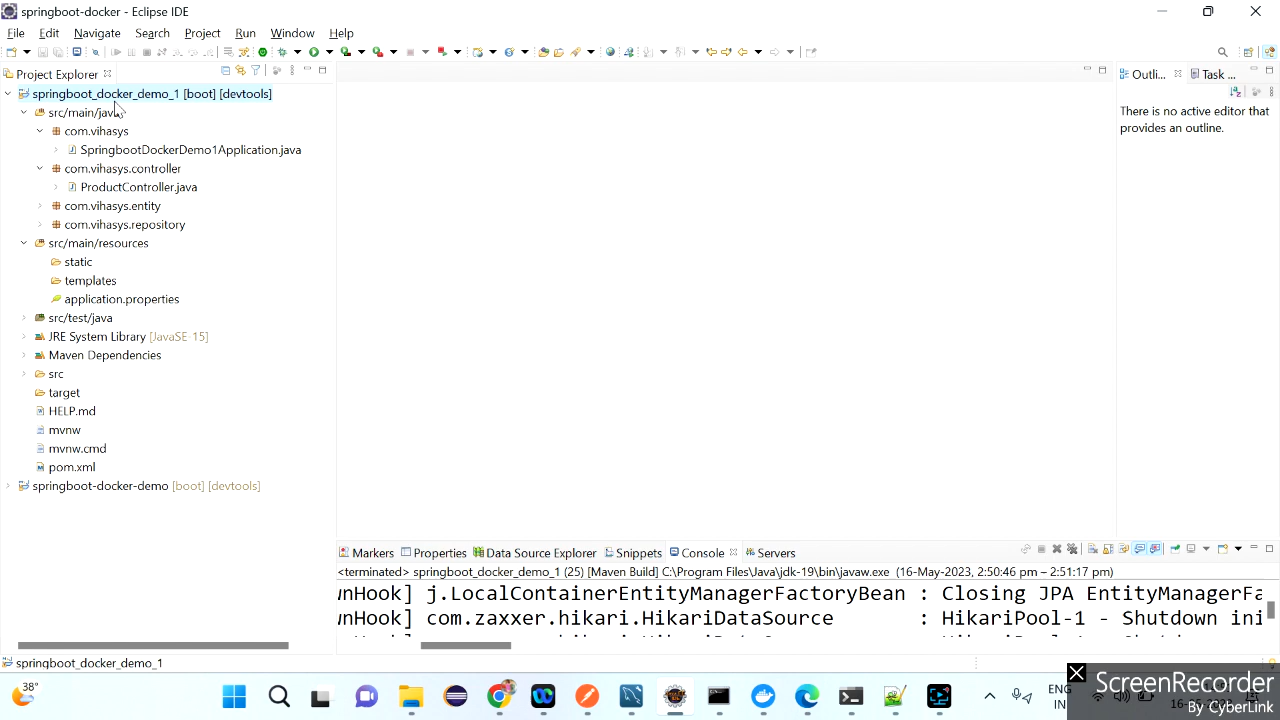 springboot-docker - Eclipse IDE
File Edit Navigate Search Project Run Window Help
Project Explorer
Outli... Task ...
springboot_docker_demo_1 [boot] [devtools]
src/main/java
com.vihasys
SpringbootDockerDemo1Application.java
com.vihasys.controller
ProductController.java
com.vihasys.entity
com.vihasys.repository
src/main/resources
static
templates
application.properties
src/test/java
JRE System Library [JavaSE-15]
Maven Dependencies
src
target
HELP.md
mvnw
mvnw.cmd
pom.xml
springboot-docker-demo [boot] [devtools]
There is no active editor that
provides an outline.
Markers Properties Data Source Explorer Snippets Console Servers
<terminated> springboot_docker_demo_1 (25) [Maven Build] C:\Program Files\Java\jdk-19\bin\javaw.exe (16-May-2023, 2:50:46 pm – 2:51:17 pm)
wnHook] j.LocalContainerEntityManagerFactoryBean : Closing JPA EntityManagerFa
wnHook] com.zaxxer.hikari.HikariDataSource : HikariPool-1 - Shutdown ini
springboot_docker_demo_1
38°
ENG
IN
ScreenRecorder
By CyberLink